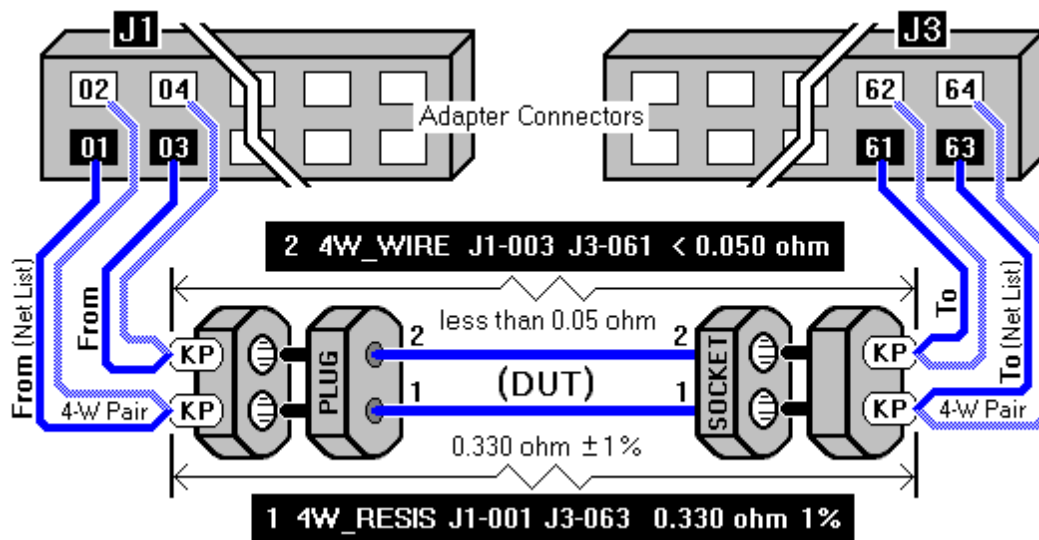 J1
J3
02
04
62
64
Adapter Connectors
01
03
61
63
2 4W_WIRE J1-003 J3-061 < 0.050 ohm
From (Net List)
From
To
To (Net List)
less than 0.05 ohm
2
2
KP
KP
PLUG
(DUT)
SOCKET
1
1
4-W Pair
KP
KP
4-W Pair
0.330 ohm ±1%
1 4W_RESIS J1-001 J3-063 0.330 ohm 1%